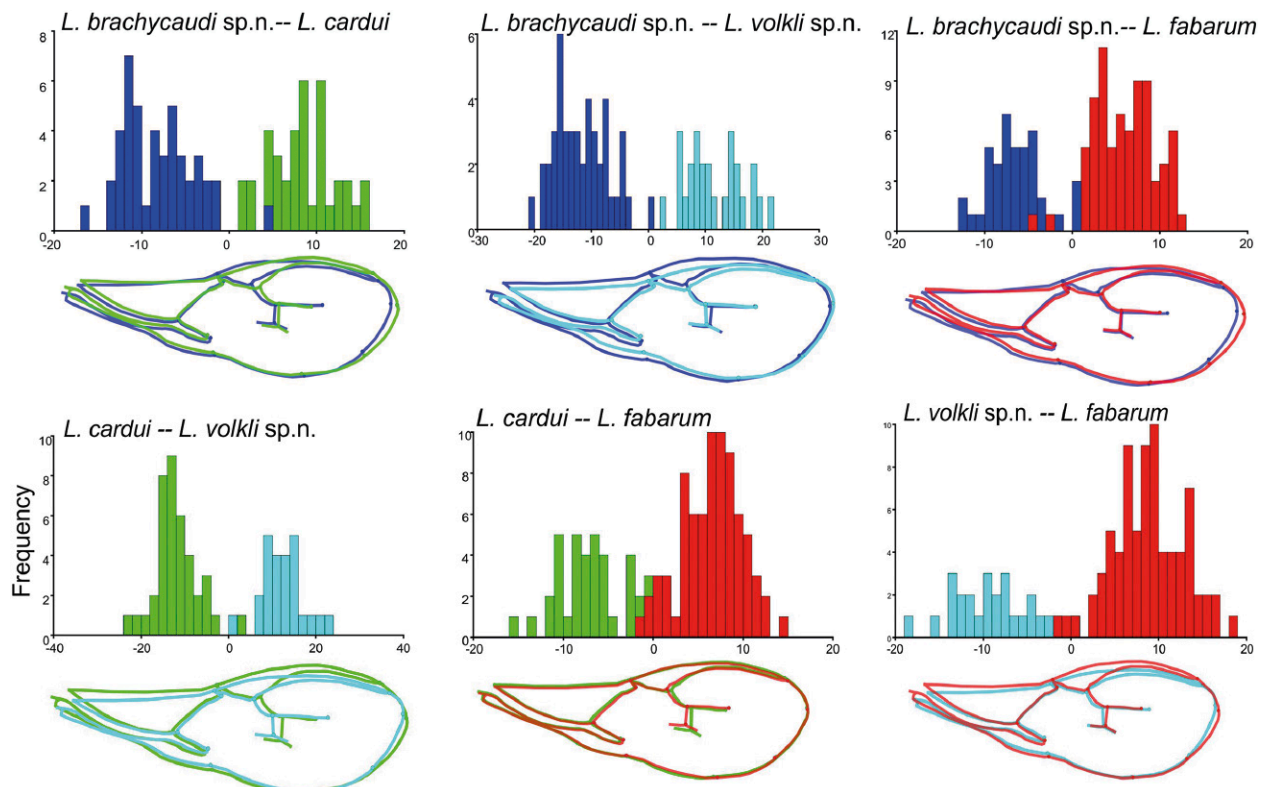 L. brachycaudi sp.n.-- L. cardui
L. brachycaudi sp.n. -- L. volkli sp.n.
L. brachycaudi sp.n.-- L. fabarum
8
6
4
2
0
-20 -10 0 10 20
6
4
2
0
-30 -20 -10 0 10 20 30
12
9
6
3
0
-20 -10 0 10 20
L. cardui -- L. volkli sp.n.
L. cardui -- L. fabarum
L. volkli sp.n. -- L. fabarum
Frequency
10
8
6
4
2
0
-40 -20 0 20 40
10
8
6
4
2
0
-20 -10 0 10 20
10
8
6
4
2
0
-20 -10 0 10 20